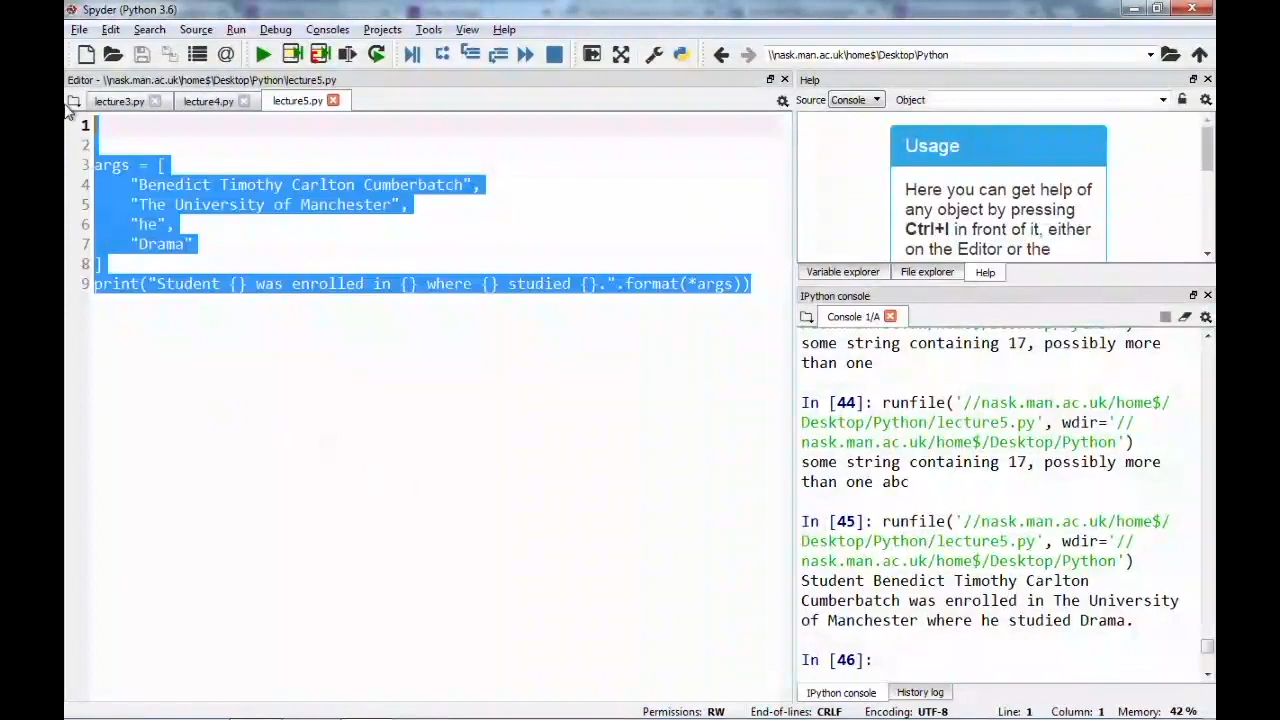 Spyder (Python 3.6)
File Edit Search Source Run Debug Consoles Projects Tools View Help
\\nask.man.ac.uk\home$\Desktop\Python
Editor - \\nask.man.ac.uk\home$\Desktop\Python\lecture5.py
lecture3.py lecture4.py lecture5.py
1
2
3 args = [
4 "Benedict Timothy Carlton Cumberbatch",
5 "The University of Manchester",
6 "he",
7 "Drama"
8 ]
9 print("Student {} was enrolled in {} where {} studied {}.".format(*args))
Help
Source Console Object
Usage
Here you can get help of
any object by pressing
Ctrl+I in front of it, either
on the Editor or the
Variable explorer File explorer Help
IPython console
Console 1/A
some string containing 17, possibly more
than one
In [44]: runfile('//nask.man.ac.uk/home$/
Desktop/Python/lecture5.py', wdir='//
nask.man.ac.uk/home$/Desktop/Python')
some string containing 17, possibly more
than one abc
In [45]: runfile('//nask.man.ac.uk/home$/
Desktop/Python/lecture5.py', wdir='//
nask.man.ac.uk/home$/Desktop/Python')
Student Benedict Timothy Carlton
Cumberbatch was enrolled in The University
of Manchester where he studied Drama.
In [46]:
IPython console History log
Permissions: RW End-of-lines: CRLF Encoding: UTF-8 Line: 1 Column: 1 Memory: 42 %